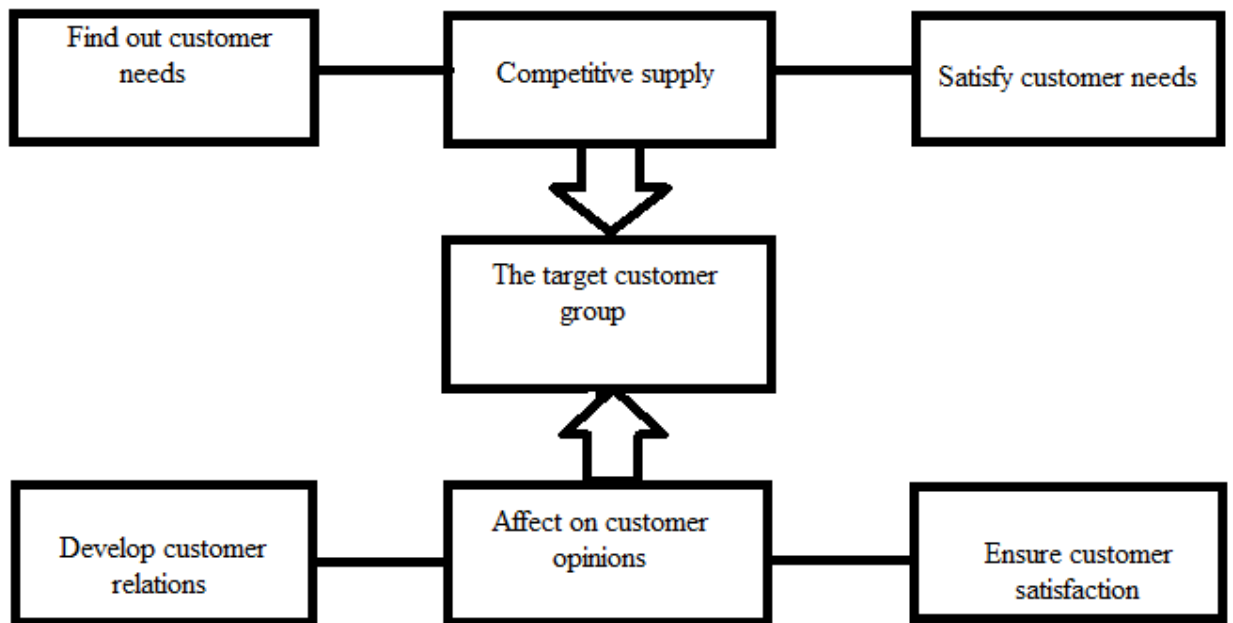 Find out customer
needs
Competitive supply
Satisfy customer needs
The target customer
group
Develop customer
relations
Affect on customer
opinions
Ensure customer
satisfaction